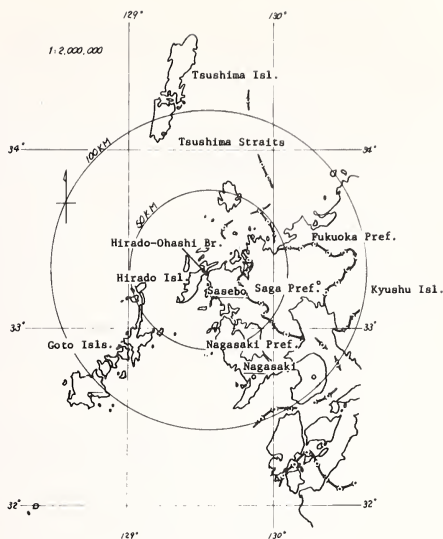 129° 130°
1:2,000,000
Tsushima Isl.
100KM
Tsushima Straits
34° 34°
50KM
Hirado-Ohashi Br.
Fukuoka Pref.
Hirado Isl.
Sasebo
Saga Pref.
Kyushu Isl.
33° 33°
Goto Isls.
Nagasaki Pref.
Nagasaki
32° 32°
129° 130°